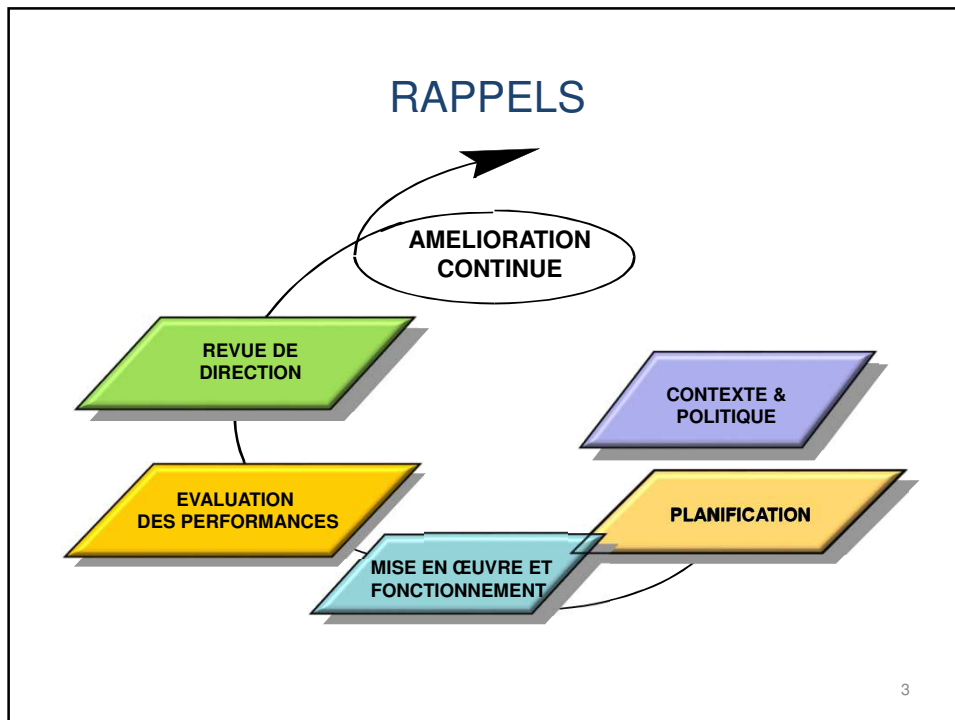 RAPPELS
AMELIORATION
CONTINUE
REVUE DE
DIRECTION
CONTEXTE &
POLITIQUE
EVALUATION
DES PERFORMANCES
PLANIFICATION
MISE EN ŒUVRE ET
FONCTIONNEMENT
3